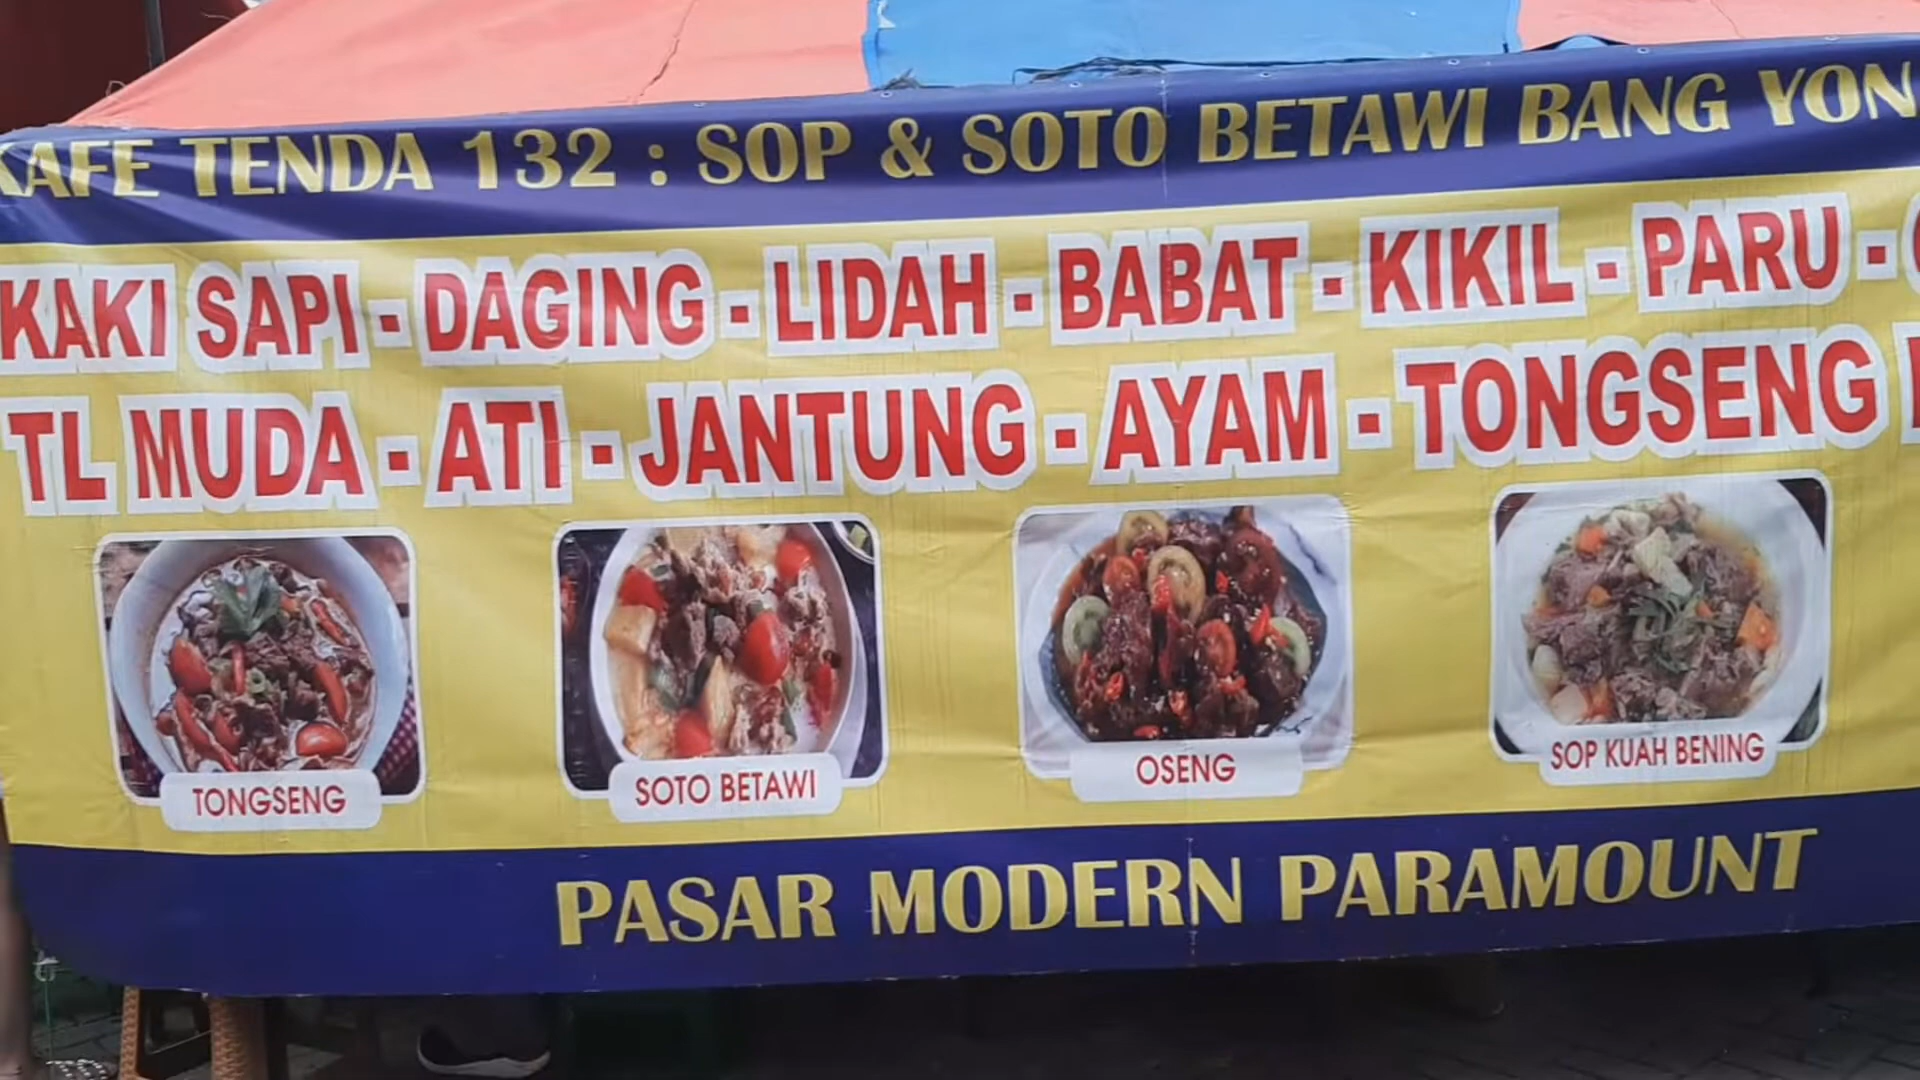 KAFE TENDA 132 : SOP & SOTO BETAWI BANG YON
KAKI SAPI - DAGING - LIDAH - BABAT - KIKIL - PARU -
TL MUDA - ATI - JANTUNG - AYAM - TONGSENG
TONGSENG
SOTO BETAWI
OSENG
SOP KUAH BENING
PASAR MODERN PARAMOUNT